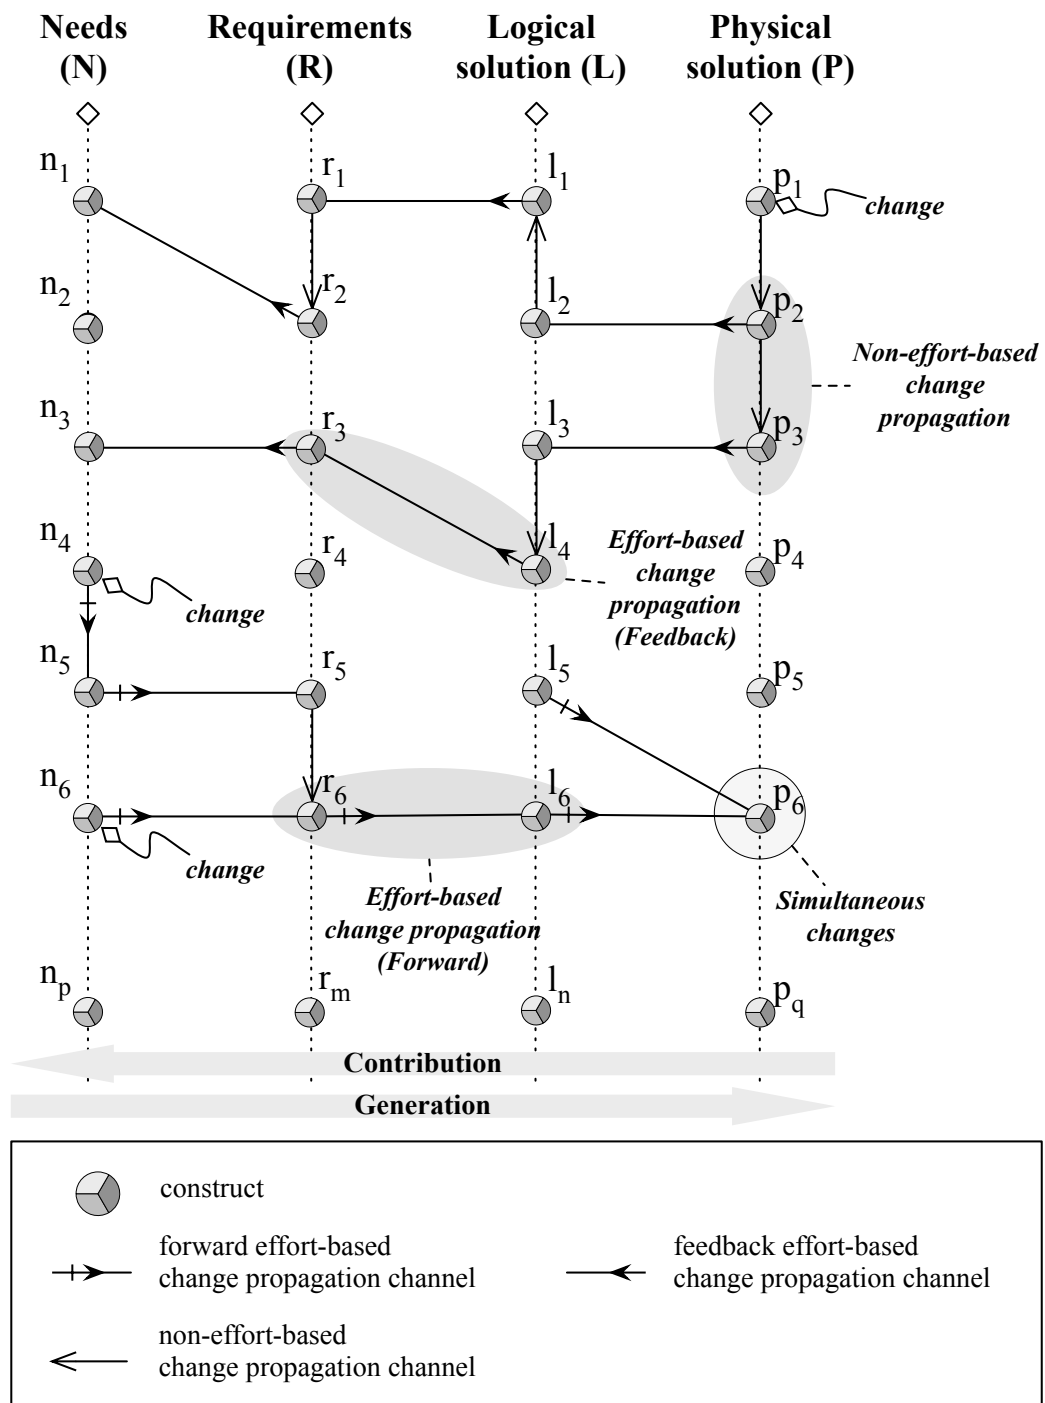 Needs
(N)
Requirements
(R)
Logical
solution (L)
Physical
solution (P)
n1
r1
l1
p1
change
n2
r2
l2
p2
Non-effort-based
change
propagation
n3
r3
l3
p3
n4
r4
l4
p4
Effort-based
change
propagation
(Feedback)
change
n5
r5
l5
p5
n6
r6
l6
p6
change
Effort-based
change propagation
(Forward)
Simultaneous
changes
np
rm
ln
pq
Contribution
Generation
construct
forward effort-based
change propagation channel
feedback effort-based
change propagation channel
non-effort-based
change propagation channel